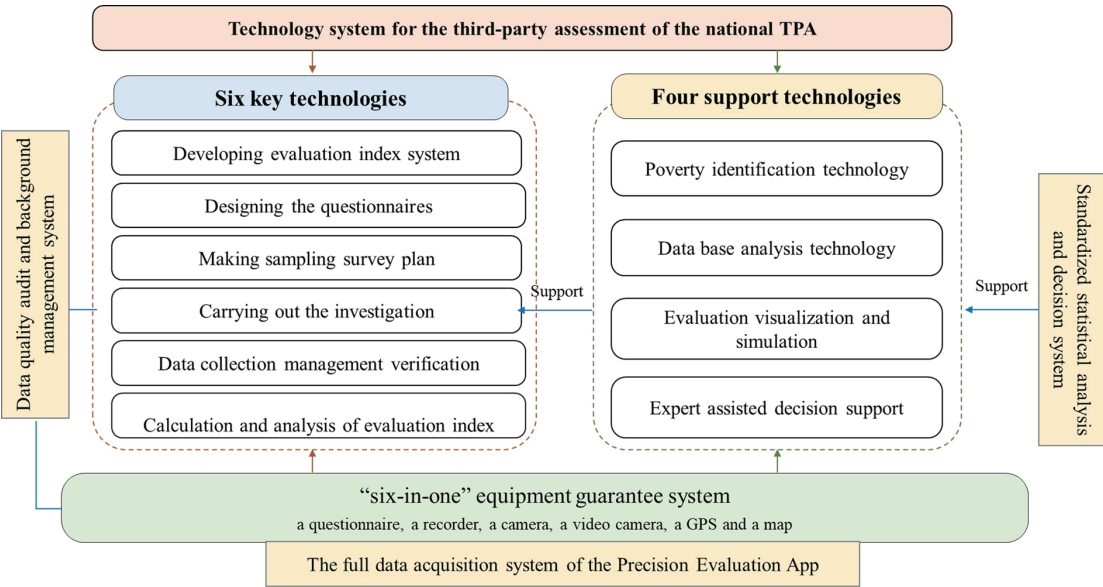 Technology system for the third-party assessment of the national TPA
Six key technologies
Developing evaluation index system
Designing the questionnaires
Making sampling survey plan
Carrying out the investigation
Data collection management verification
Calculation and analysis of evaluation index
Four support technologies
Poverty identification technology
Data base analysis technology
Evaluation visualization and
simulation
Expert assisted decision support
Data quality audit and background
management system
Support
Support
Standardized statistical analysis
and decision system
“six-in-one” equipment guarantee system
a questionnaire, a recorder, a camera, a video camera, a GPS and a map
The full data acquisition system of the Precision Evaluation App